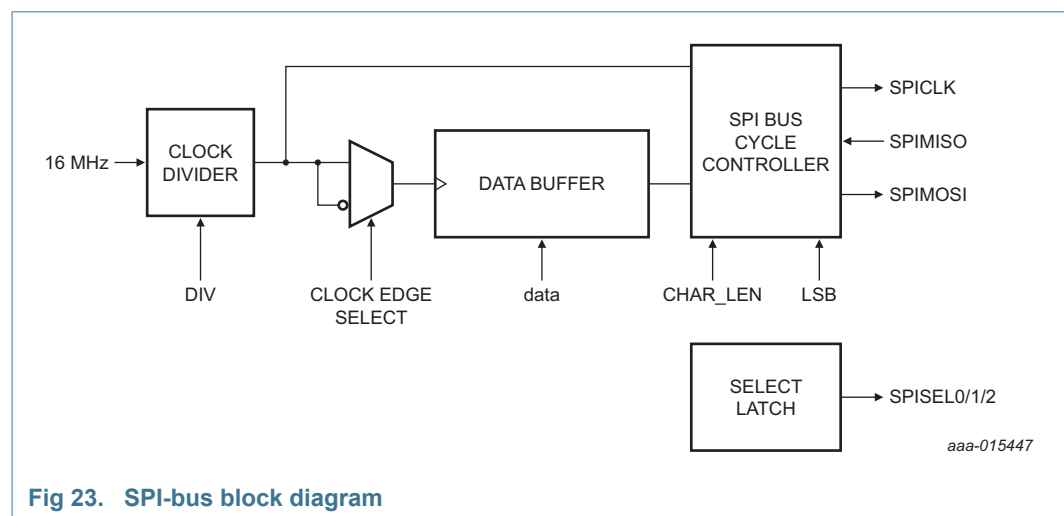 16 MHz
CLOCK
DIVIDER
DIV
CLOCK EDGE
SELECT
DATA BUFFER
data
SPI BUS
CYCLE
CONTROLLER
CHAR_LEN
LSB
SPICLK
SPIMISO
SPIMOSI
SELECT
LATCH
SPISEL0/1/2
aaa-015447
Fig 23. SPI-bus block diagram